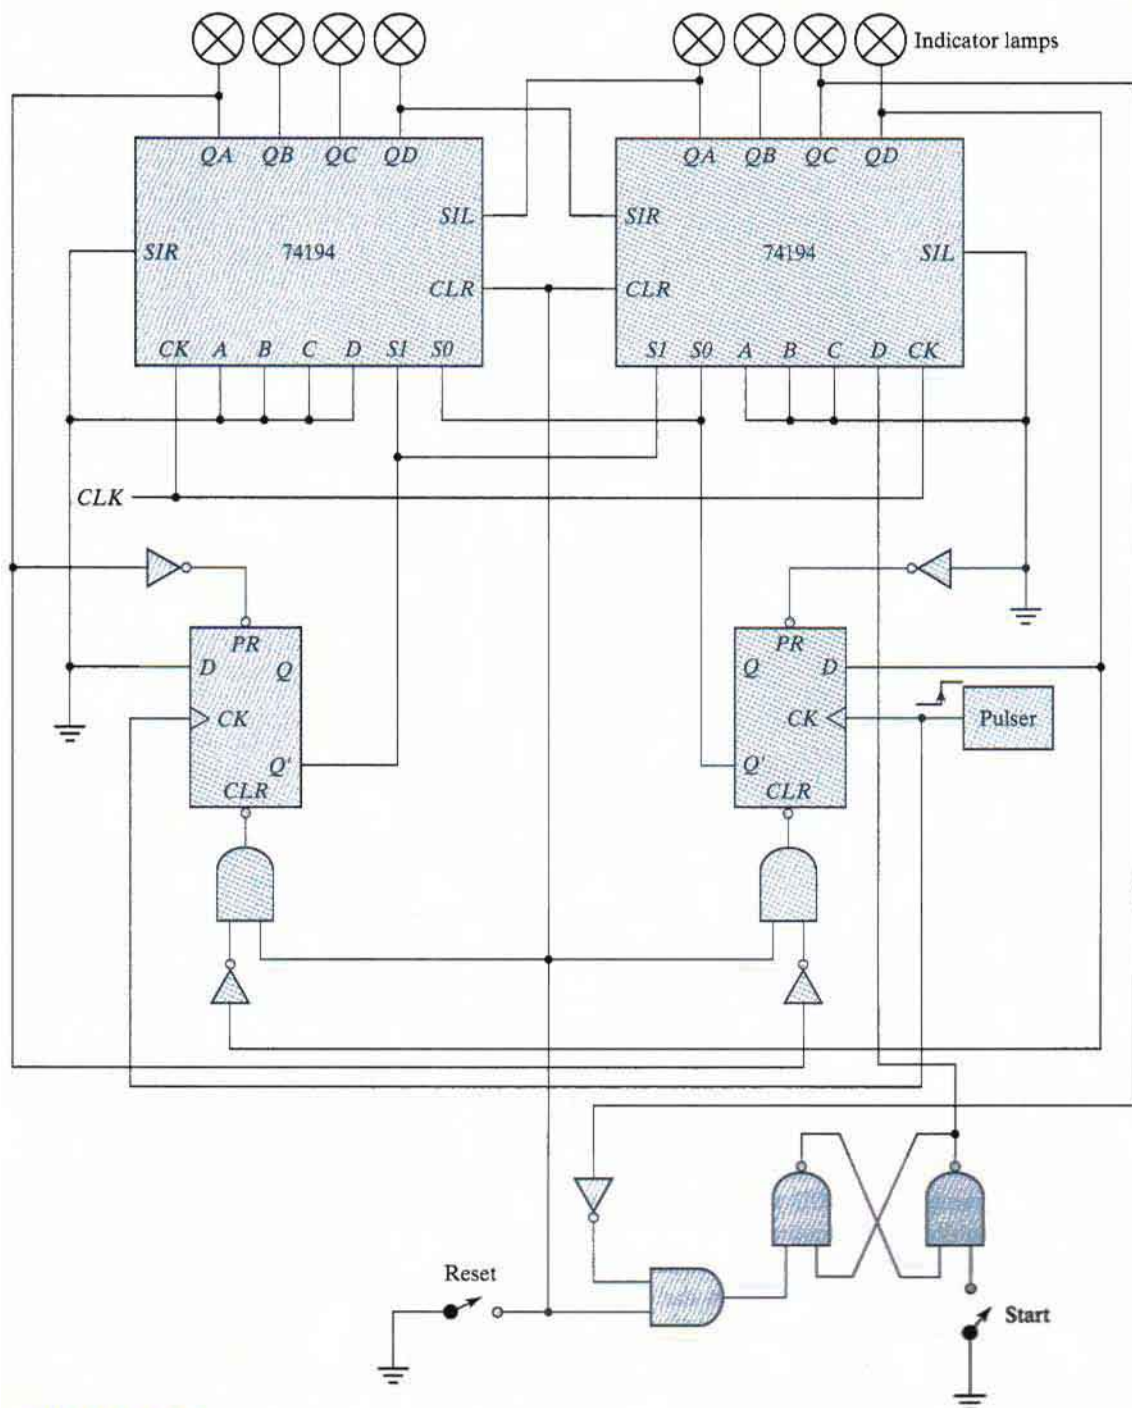 Indicator lamps
QA QB QC QD
QA QB QC QD
SIL
SIR
SIR
74194
74194
SIL
CLR
CLR
CK A B C D S1 S0
S1 S0 A B C D CK
CLK
PR
PR
D Q
Q D
CK
CK
Pulser
Q'
Q'
CLR
CLR
Reset
Start